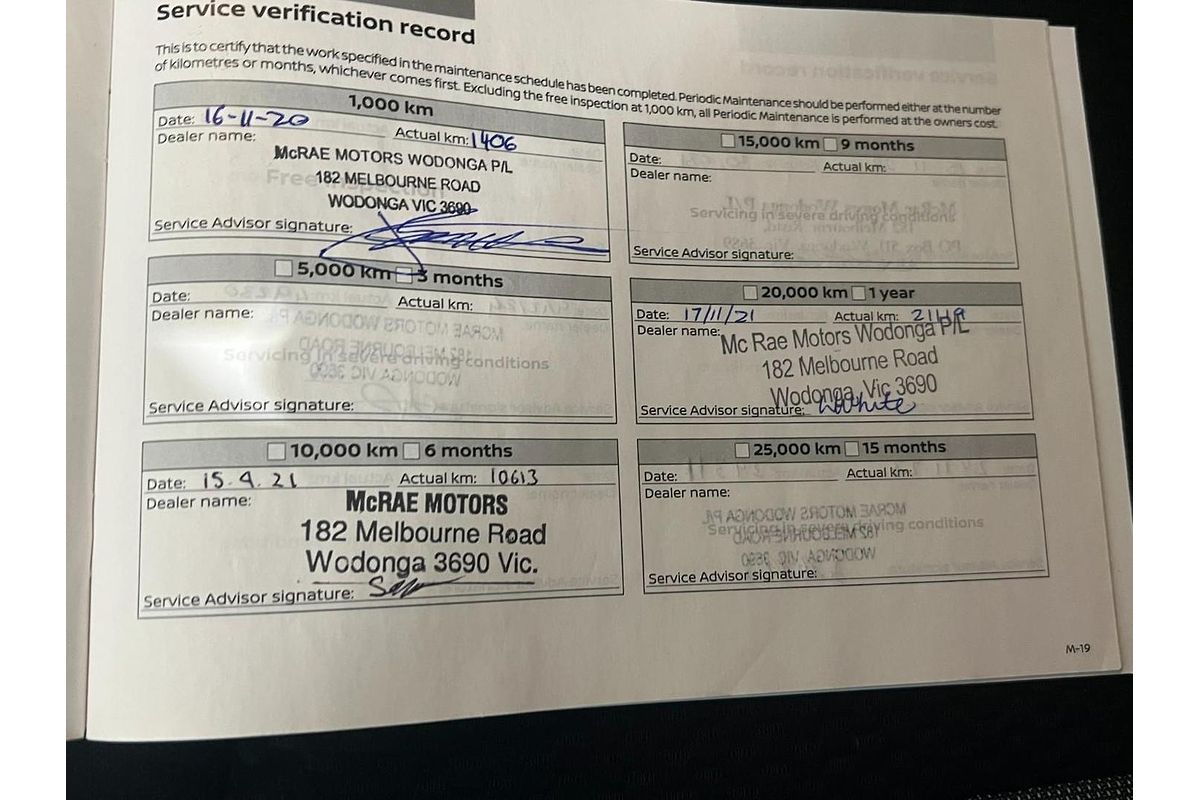 Service verification record
This is to certify that the work specified in the maintenance schedule has been completed. Periodic Maintenance should be performed either at the number
of kilometres or months, whichever comes first. Excluding the free inspection at 1,000 km, all Periodic Maintenance is performed at the owners cost.
1,000 km
Date: 16-11-20
Actual km: 1406
Dealer name:
McRAE MOTORS WODONGA P/L
Free inspection
182 MELBOURNE ROAD
WODONGA VIC 3690
Service Advisor signature:
5,000 km 3 months
Date:
Actual km:
Dealer name:
Servicing in severe driving conditions
Service Advisor signature:
10,000 km 6 months
Date: 15.4.21
Actual km: 10613
Dealer name:
McRAE MOTORS
182 Melbourne Road
Wodonga 3690 Vic.
Service Advisor signature:
15,000 km 9 months
Date:
Actual km:
Dealer name:
Servicing in severe driving conditions
Service Advisor signature:
20,000 km 1 year
Date: 17/11/21
Actual km:
Dealer name:
Mc Rae Motors Wodonga P/L
182 Melbourne Road
Wodonga, Vic 3690
Service Advisor signature: White
25,000 km 15 months
Date:
Actual km:
Dealer name:
Servicing in severe driving conditions
Service Advisor signature:
M-19